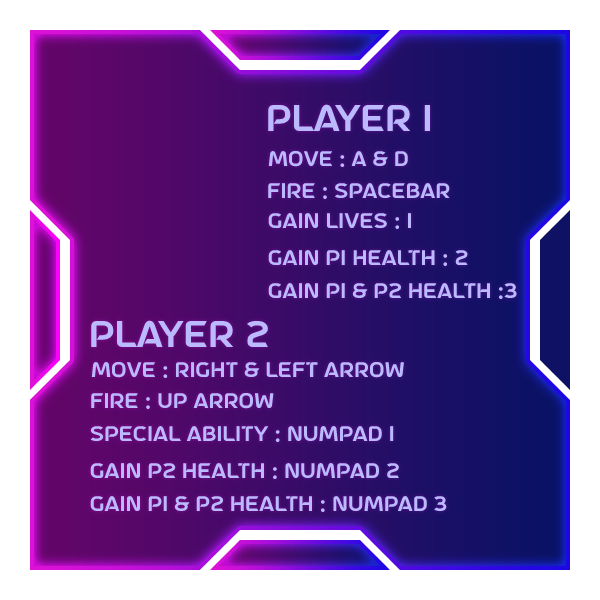 PLAYER 1
MOVE : A & D
FIRE : SPACEBAR
GAIN LIVES : 1
GAIN P1 HEALTH : 2
GAIN P1 & P2 HEALTH :3
PLAYER 2
MOVE : RIGHT & LEFT ARROW
FIRE : UP ARROW
SPECIAL ABILITY : NUMPAD 1
GAIN P2 HEALTH : NUMPAD 2
GAIN P1 & P2 HEALTH : NUMPAD 3